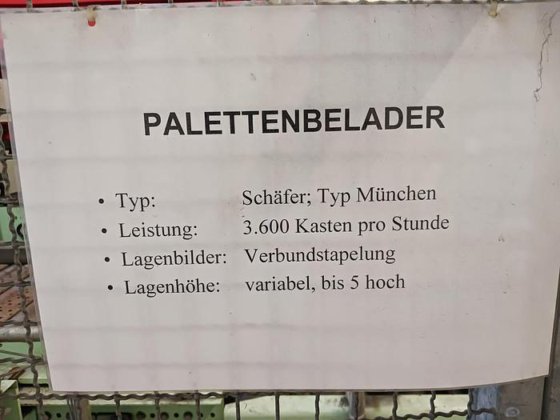 PALETTENBELADER
• Typ: Schäfer; Typ München
• Leistung: 3.600 Kasten pro Stunde
• Lagenbilder: Verbundstapelung
• Lagenhöhe: variabel, bis 5 hoch